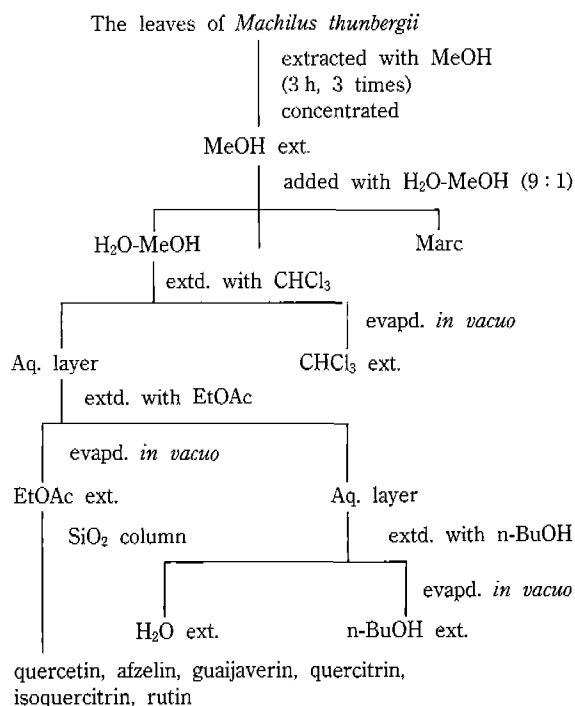 The leaves of Machilus thunbergii
extracted with MeOH
(3 h, 3 times)
concentrated
MeOH ext.
added with H₂O-MeOH (9 : 1)
H₂O-MeOH
Marc
extd. with CHCl₃
evapd. in vacuo
Aq. layer
CHCl₃ ext.
extd. with EtOAc
evapd. in vacuo
EtOAc ext.
Aq. layer
SiO₂ column
extd. with n-BuOH
evapd. in vacuo
H₂O ext.
n-BuOH ext.
quercetin, afzelin, guaijaverin, quercitrin,
isoquercitrin, rutin